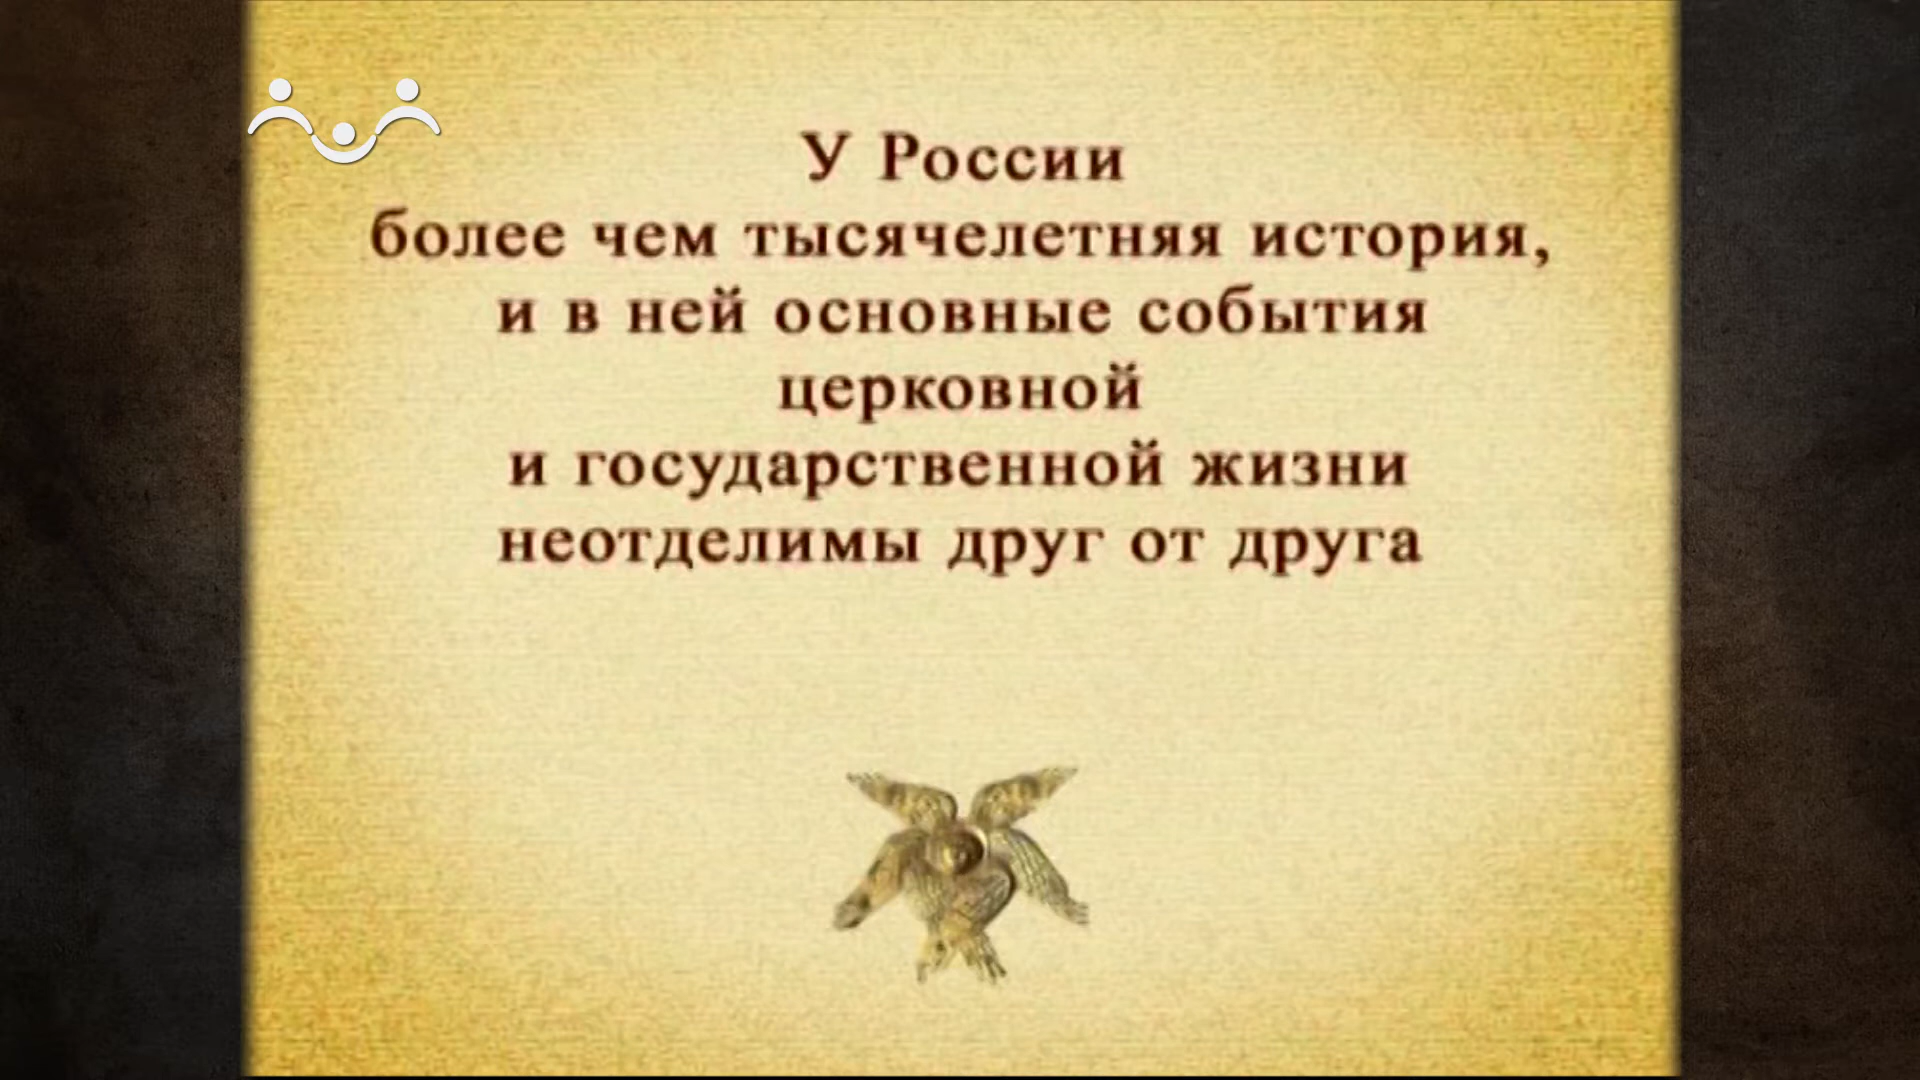 У России
более чем тысячелетняя история,
и в ней основные события
церковной
и государственной жизни
неотделимы друг от друга